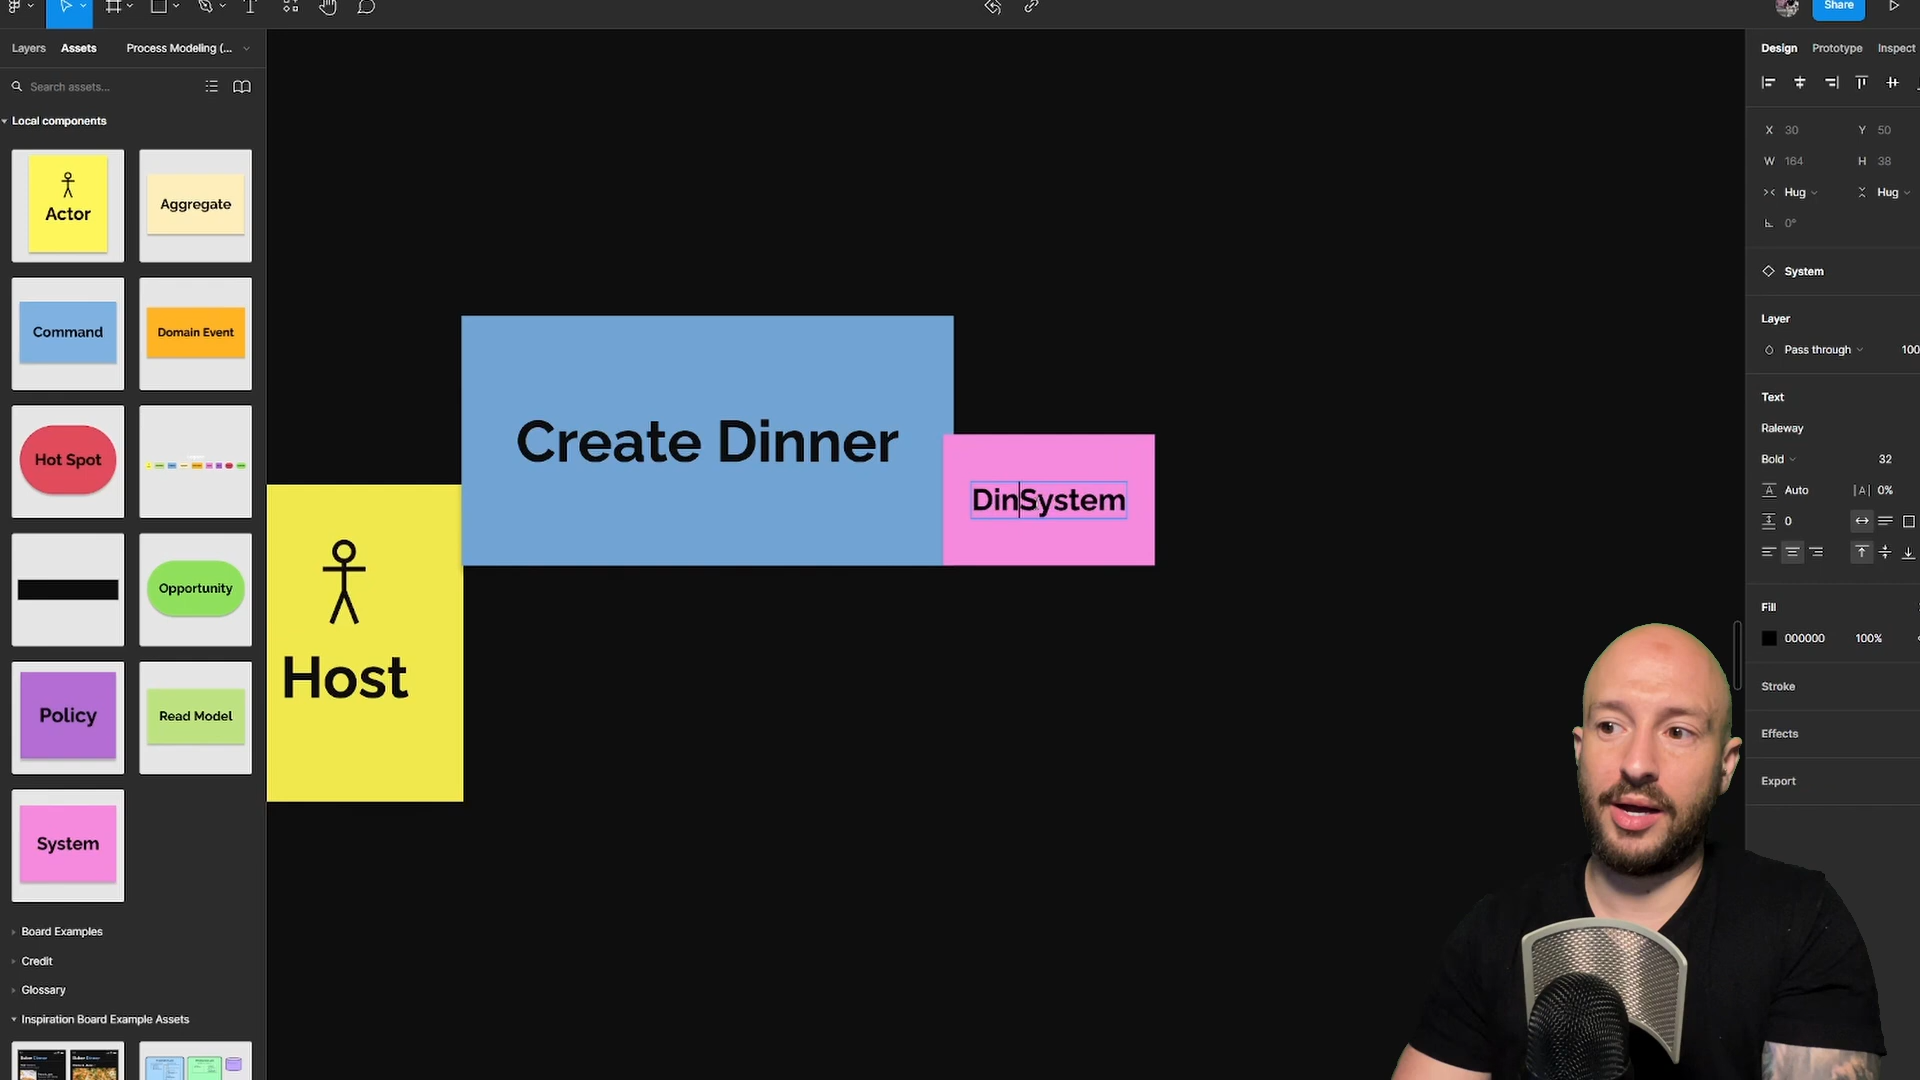 Share
Layers
Assets
Process Modeling (...
Search assets...
Local components
Actor
Aggregate
Command
Domain Event
Hot Spot
Opportunity
Policy
Read Model
System
Board Examples
Credit
Glossary
Inspiration Board Example Assets
Host
Create Dinner
DinSystem
Design
Prototype
Inspect
X 30
Y 50
W 164
H 38
Hug
Hug
0°
System
Layer
Pass through
100
Text
Raleway
Bold
32
Auto
|A| 0%
0
Fill
000000
100%
Stroke
Effects
Export